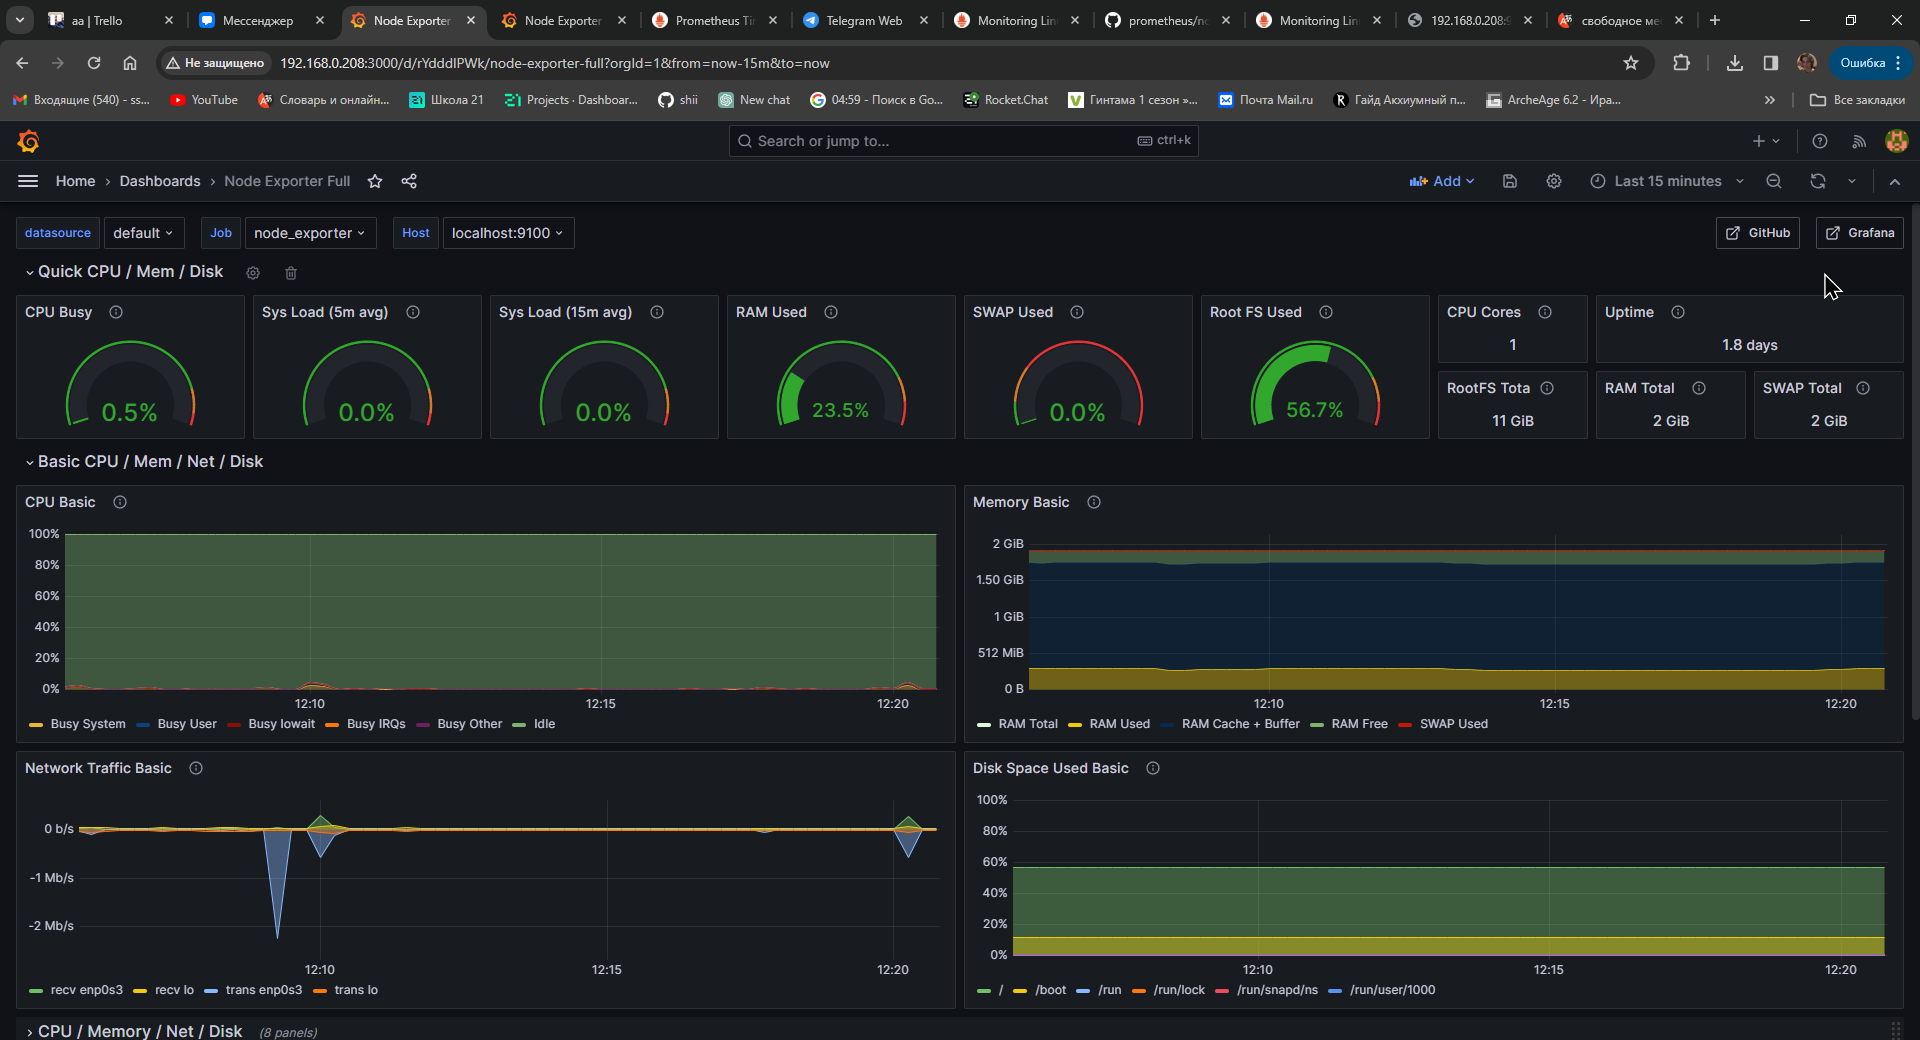 aa | Trello
Мессенджер
Node Exporter
Node Exporter
Prometheus Ti
Telegram Web
Monitoring Lin
prometheus/n
Monitoring Lin
192.168.0.208:9
свободное ме
Не защищено
192.168.0.208:3000/d/rYdddlPWk/node-exporter-full?orgId=1&from=now-15m&to=now
Ошибка
Входящие (540) - ss...
YouTube
Словарь и онлайн...
Школа 21
Projects · Dashboar...
shii
New chat
04:59 - Поиск в Go...
Rocket.Chat
Гинтама 1 сезон »...
Почта Mail.ru
Гайд Акхиумный п...
ArcheAge 6.2 - Ира...
Все закладки
Search or jump to...
ctrl+k
Home › Dashboards › Node Exporter Full
Add
Last 15 minutes
datasource
default
Job
node_exporter
Host
localhost:9100
GitHub
Grafana
Quick CPU / Mem / Disk
CPU Busy
0.5%
Sys Load (5m avg)
0.0%
Sys Load (15m avg)
0.0%
RAM Used
23.5%
SWAP Used
0.0%
Root FS Used
56.7%
CPU Cores
1
Uptime
1.8 days
RootFS Tota
11 GiB
RAM Total
2 GiB
SWAP Total
2 GiB
Basic CPU / Mem / Net / Disk
CPU Basic
100%
80%
60%
40%
20%
0%
12:10
12:15
12:20
Busy System
Busy User
Busy Iowait
Busy IRQs
Busy Other
Idle
Memory Basic
2 GiB
1.50 GiB
1 GiB
512 MiB
0 B
12:10
12:15
12:20
RAM Total
RAM Used
RAM Cache + Buffer
RAM Free
SWAP Used
Network Traffic Basic
0 b/s
-1 Mb/s
-2 Mb/s
12:10
12:15
12:20
recv enp0s3
recv lo
trans enp0s3
trans lo
Disk Space Used Basic
100%
80%
60%
40%
20%
0%
12:10
12:15
12:20
/
/boot
/run
/run/lock
/run/snapd/ns
/run/user/1000
CPU / Memory / Net / Disk (8 panels)